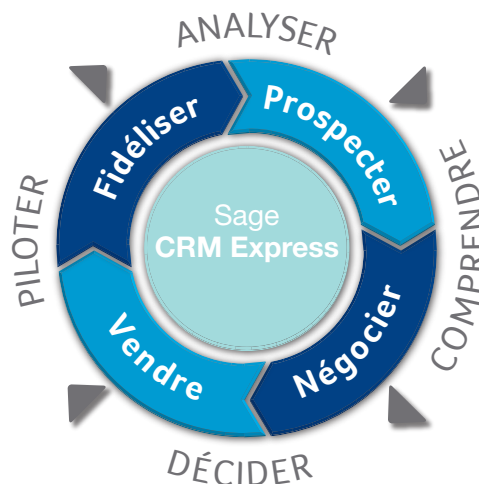 ANALYSER
Fidéliser
Prospecter
PILOTER
Sage
CRM Express
COMPRENDRE
Vendre
Négocier
DÉCIDER